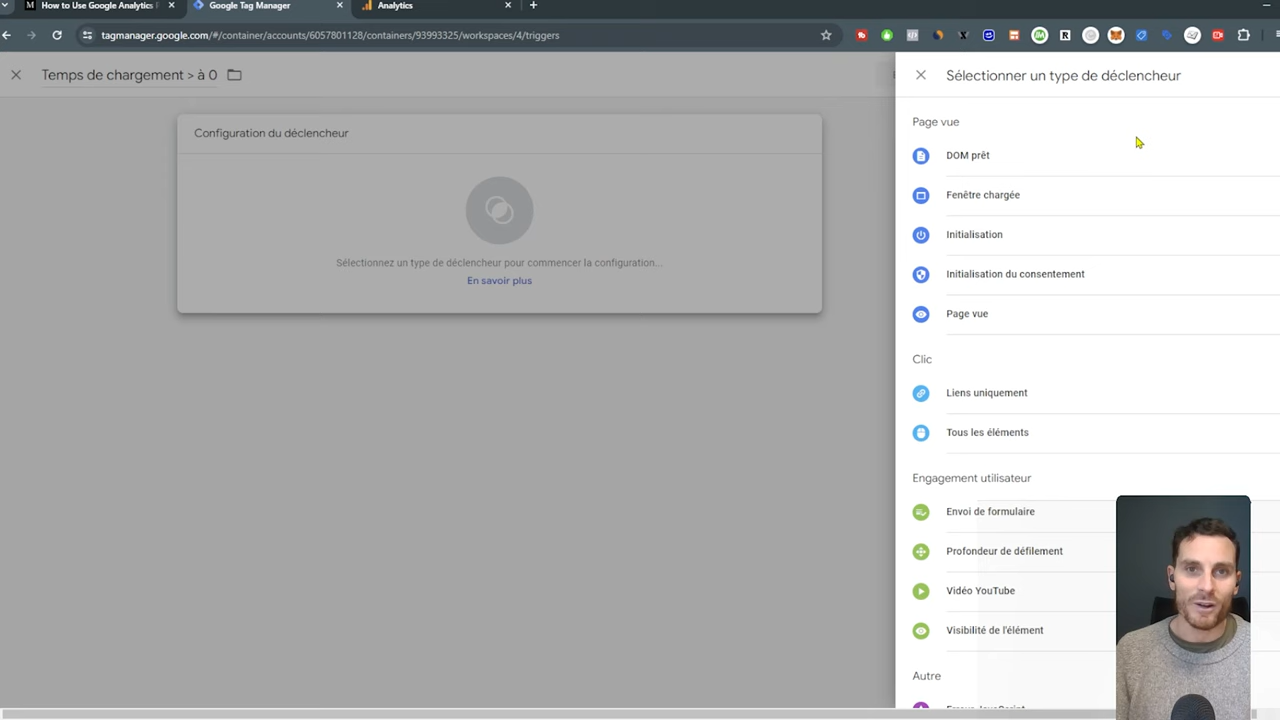 How to Use Google Analytics
Google Tag Manager
Analytics
tagmanager.google.com/#/container/accounts/6057801128/containers/93993325/workspaces/4/triggers
Temps de chargement > à 0
Sélectionner un type de déclencheur
Configuration du déclencheur
Sélectionnez un type de déclencheur pour commencer la configuration...
En savoir plus
Page vue
DOM prêt
Fenêtre chargée
Initialisation
Initialisation du consentement
Page vue
Clic
Liens uniquement
Tous les éléments
Engagement utilisateur
Envoi de formulaire
Profondeur de défilement
Vidéo YouTube
Visibilité de l'élément
Autre